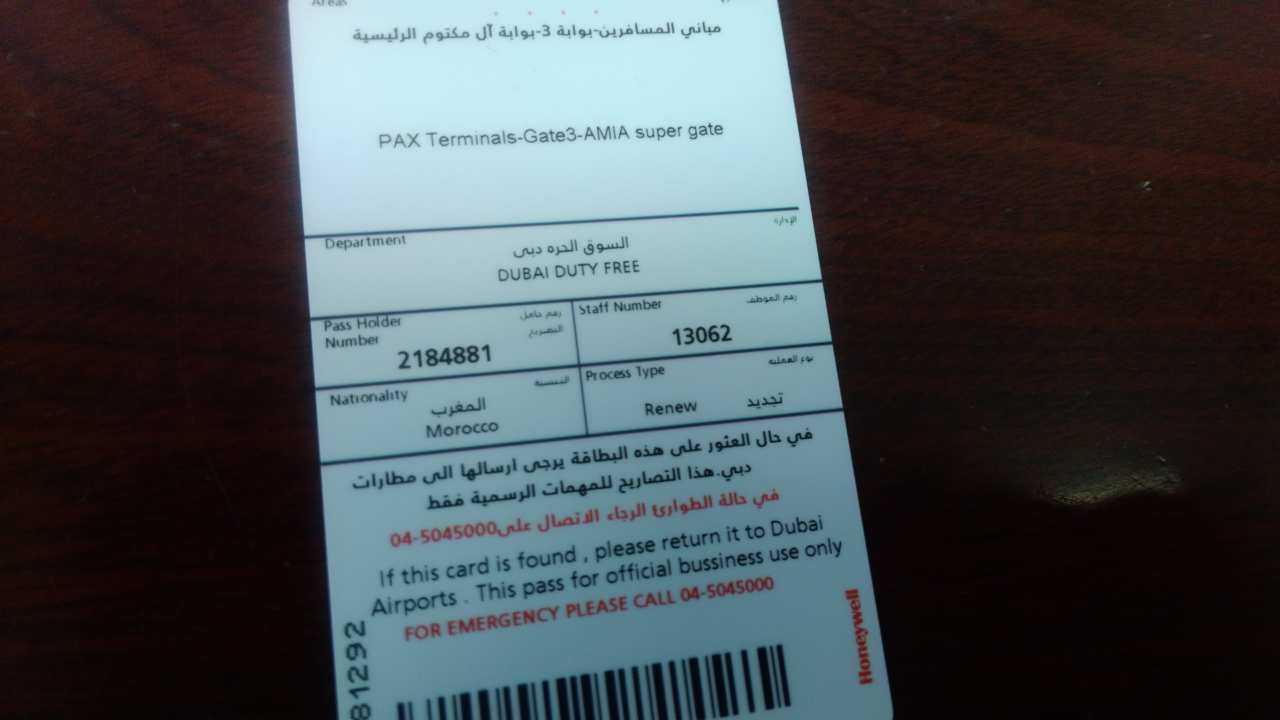 Areas
مباني المسافرين-بوابة 3-بوابة آل مكتوم الرئيسية
PAX Terminals-Gate3-AMIA super gate
Department الإدارة
السوق الحره دبى
DUBAI DUTY FREE
Pass Holder Number رقم حامل التصريح
2184881
Staff Number رقم الموظف
13062
Nationality الجنسية
المغرب
Morocco
Process Type نوع العملية
Renew تجديد
في حال العثور على هذه البطاقة يرجى ارسالها الى مطارات
دبي.هذا التصاريح للمهمات الرسمية فقط
في حالة الطوارئ الرجاء الاتصال على04-5045000
If this card is found , please return it to Dubai
Airports . This pass for official bussiness use only
FOR EMERGENCY PLEASE CALL 04-5045000
81292
Honeywell